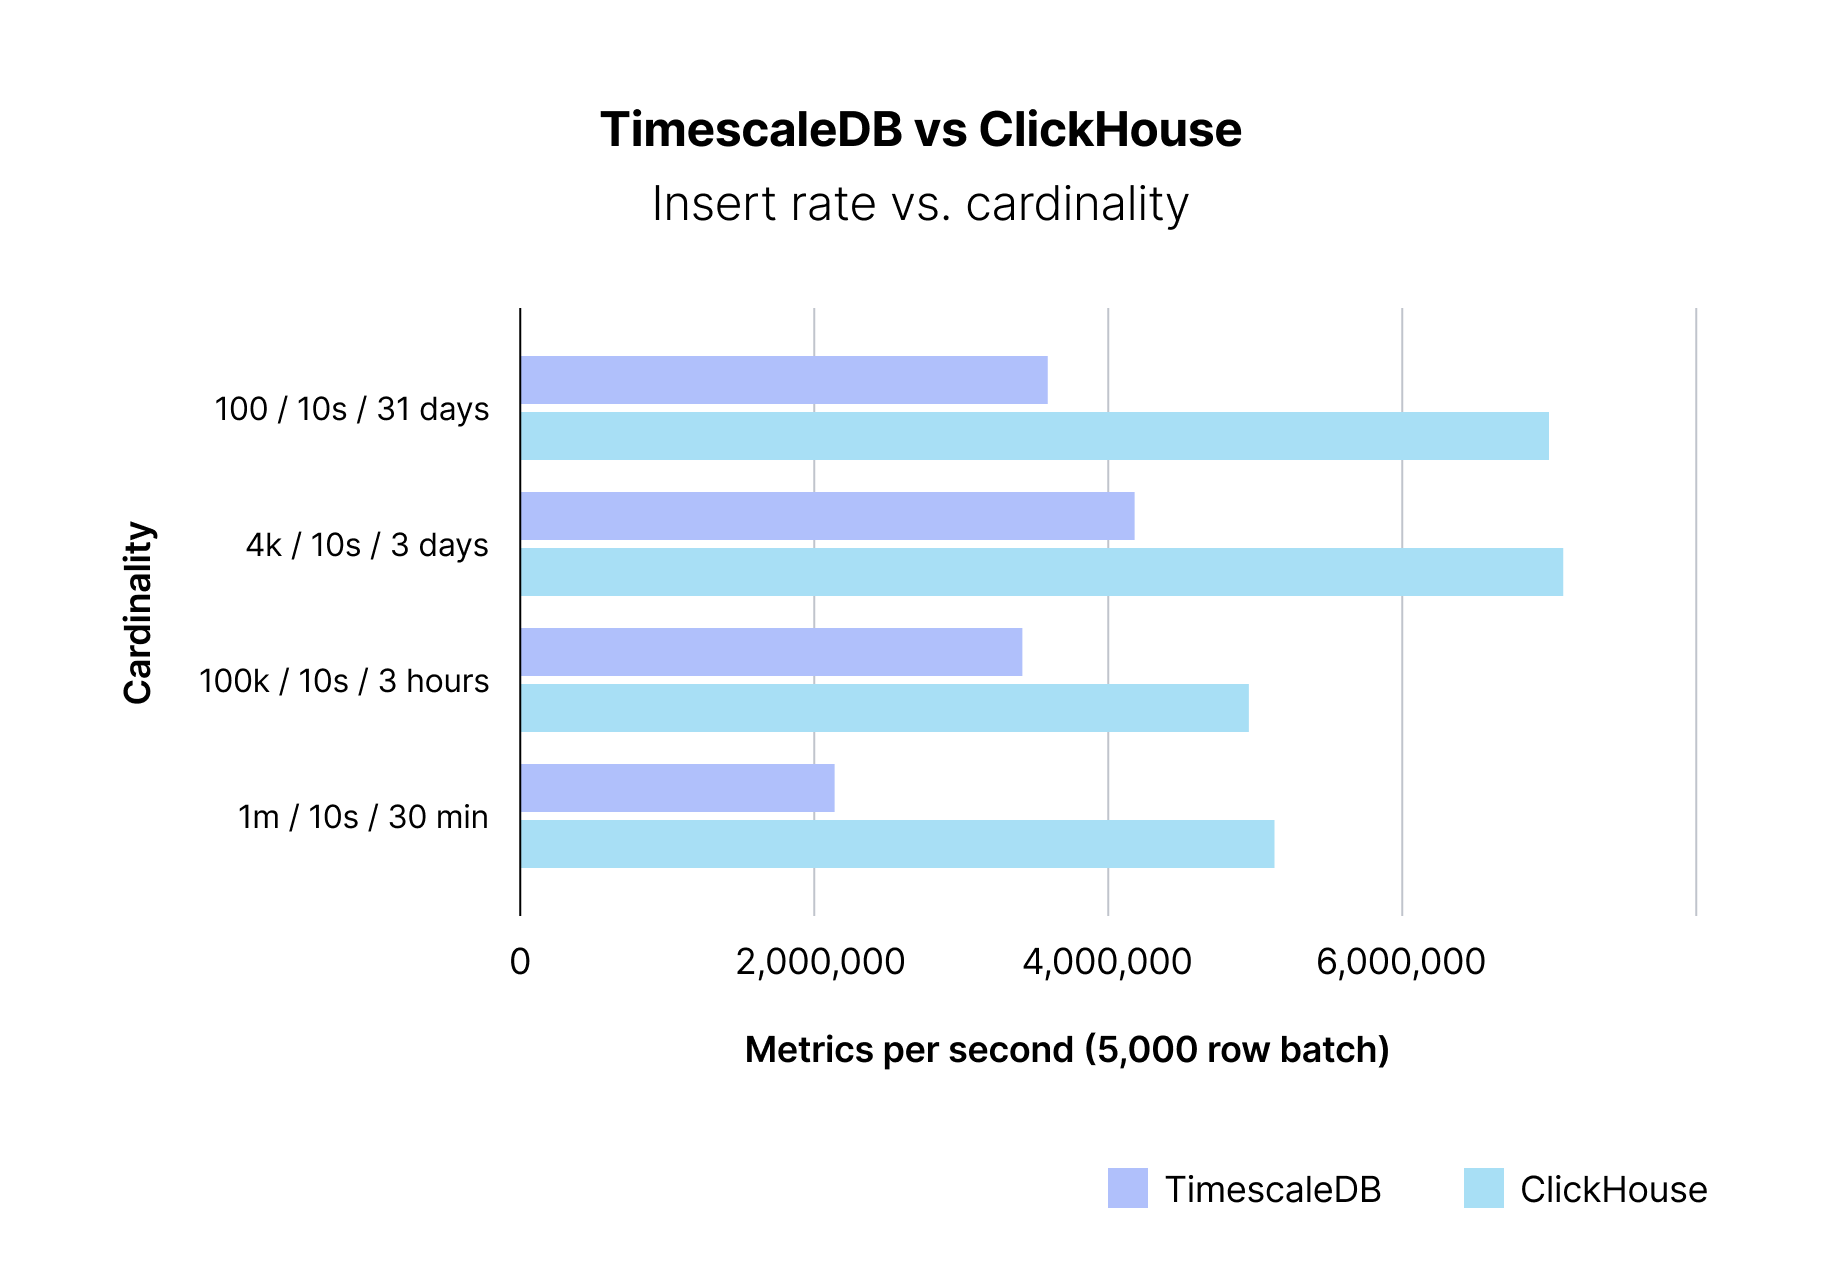 TimescaleDB vs ClickHouse
Insert rate vs. cardinality
Cardinality
100 / 10s / 31 days
4k / 10s / 3 days
100k / 10s / 3 hours
1m / 10s / 30 min
0 2,000,000 4,000,000 6,000,000
Metrics per second (5,000 row batch)
TimescaleDB ClickHouse